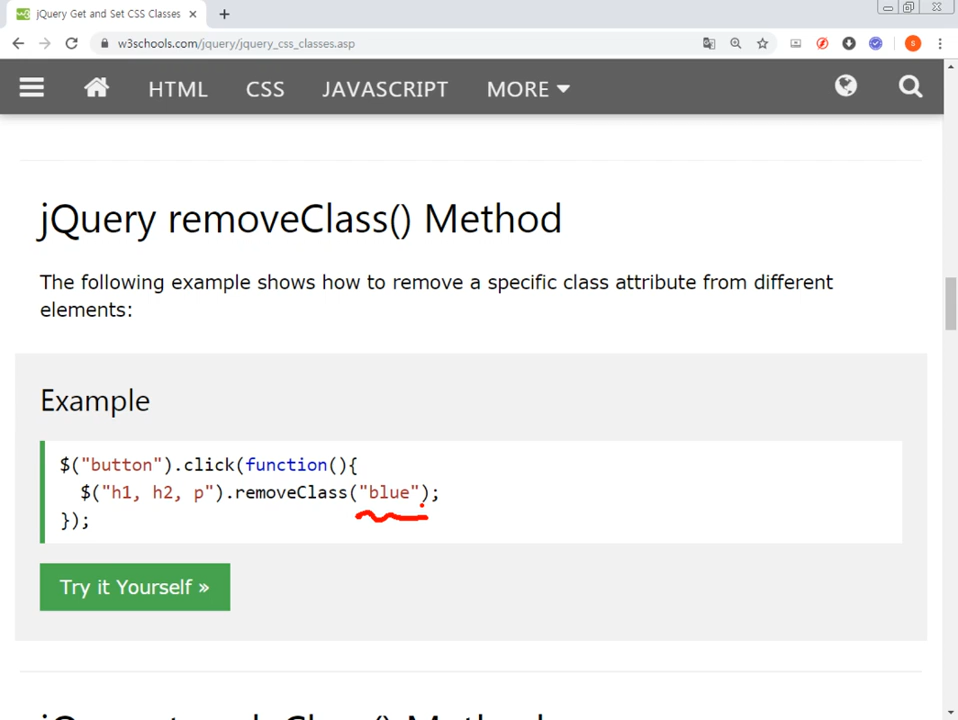 jQuery Get and Set CSS Classes
w3schools.com/jquery/jquery_css_classes.asp
s
HTML CSS JAVASCRIPT MORE
jQuery removeClass() Method
The following example shows how to remove a specific class attribute from different
elements:
Example
$("button").click(function(){
$("h1, h2, p").removeClass("blue");
});
Try it Yourself »